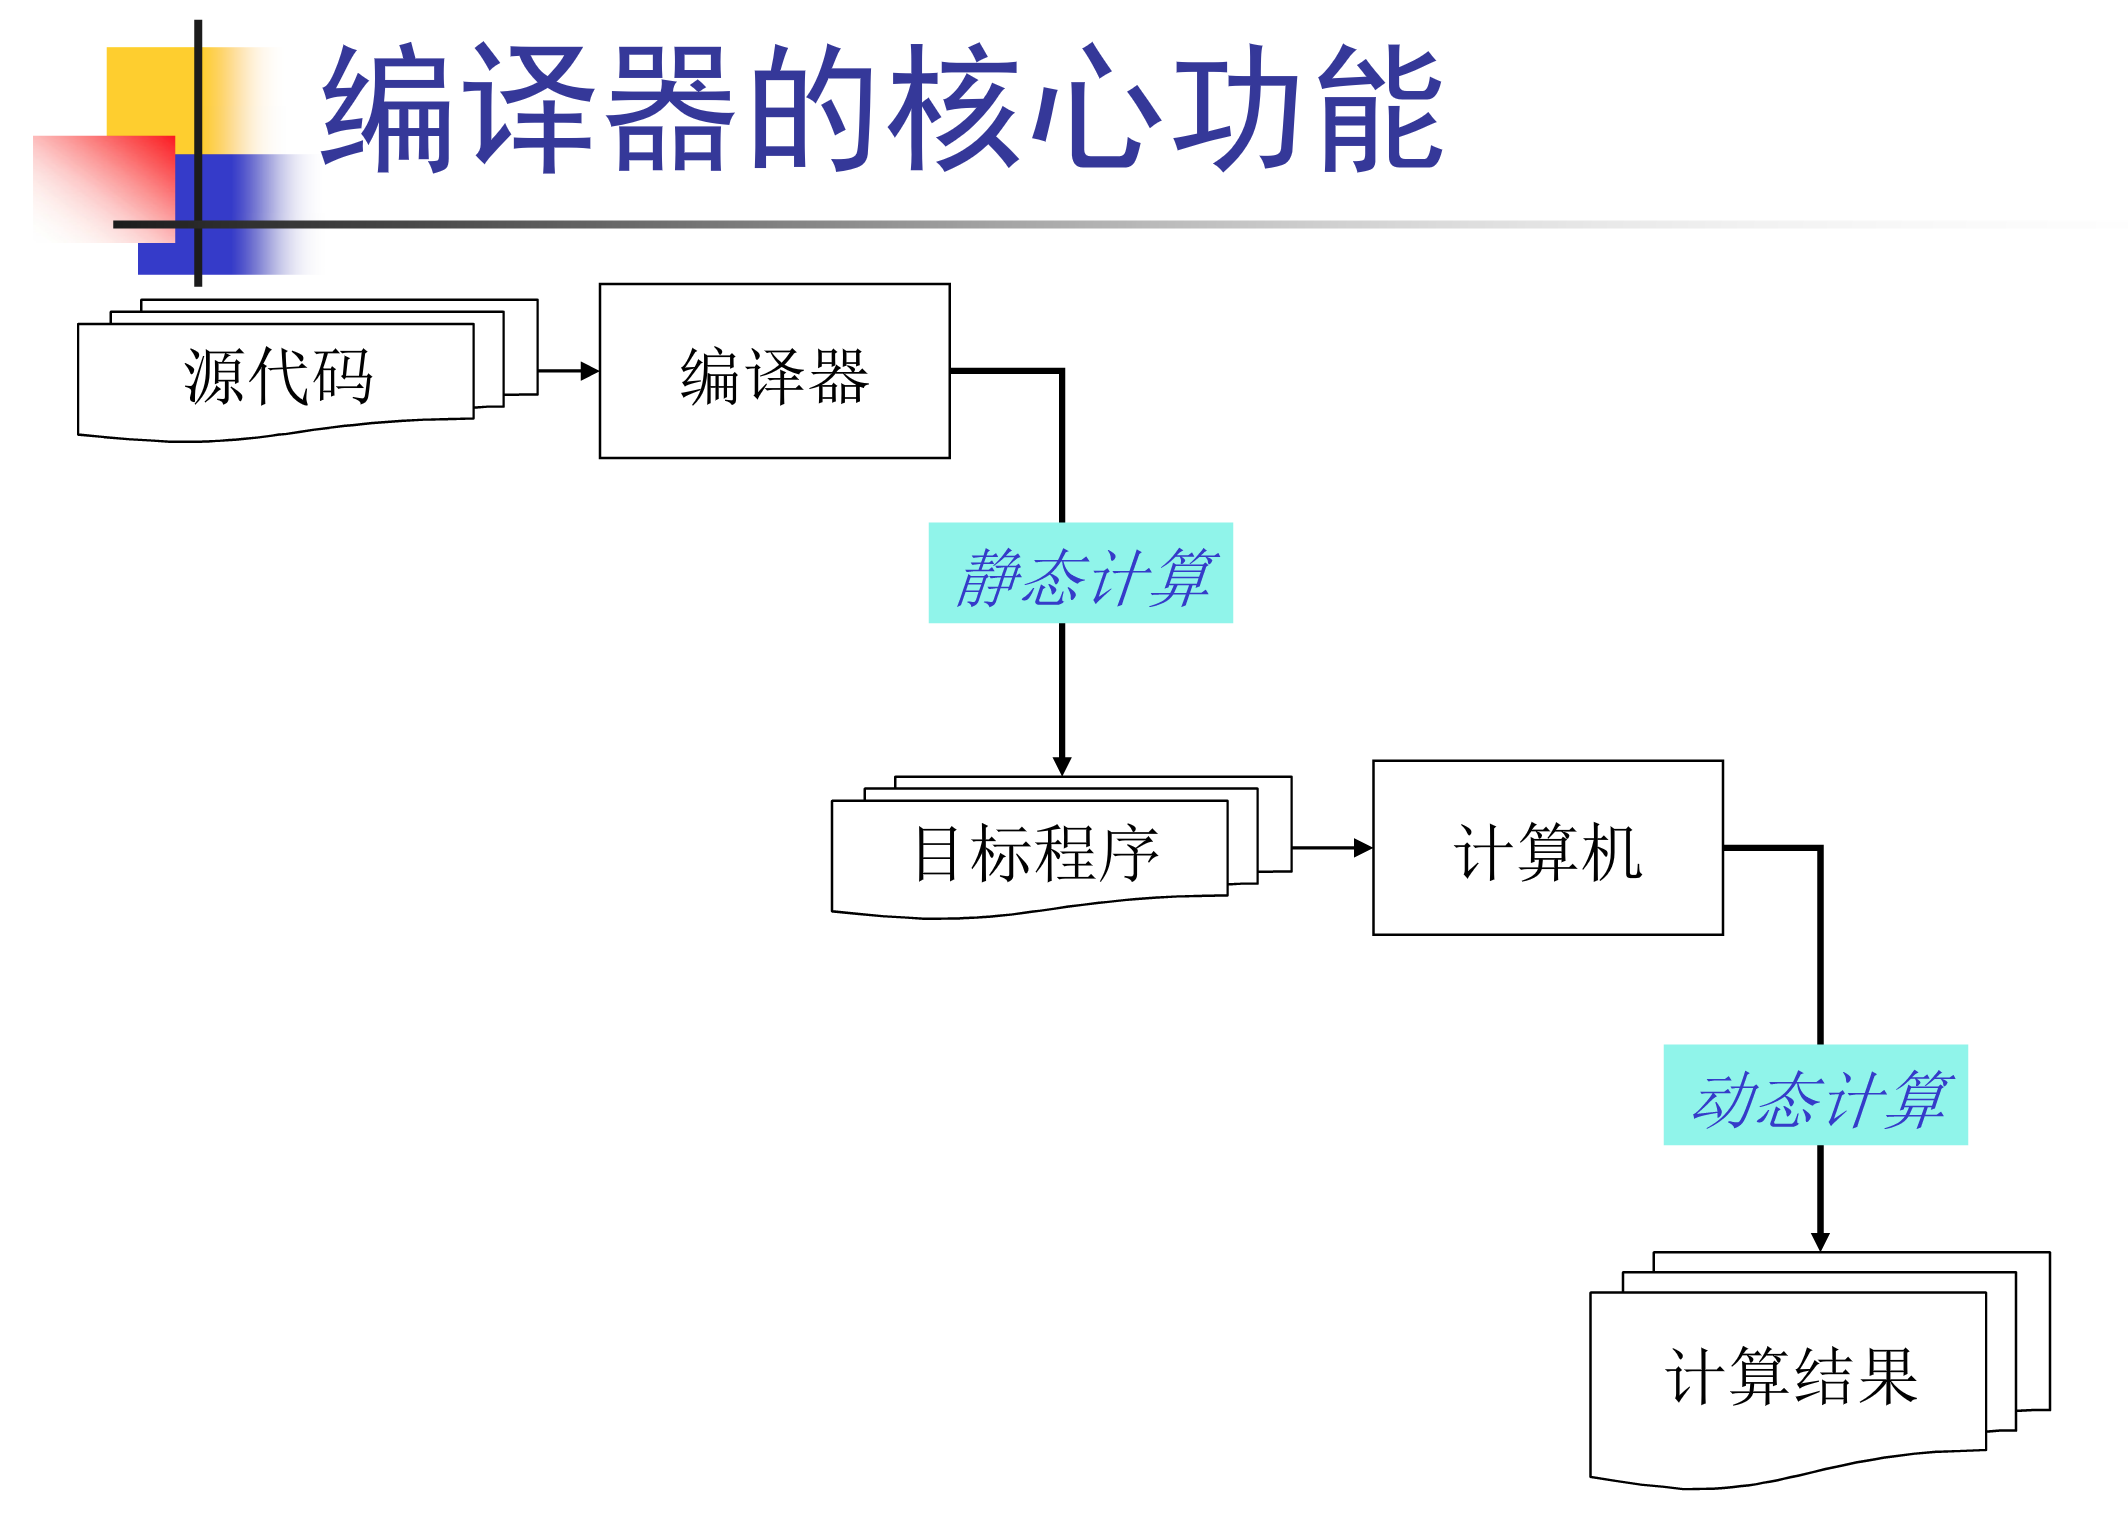 编译器的核心功能
源代码
编译器
静态计算
目标程序
计算机
动态计算
计算结果